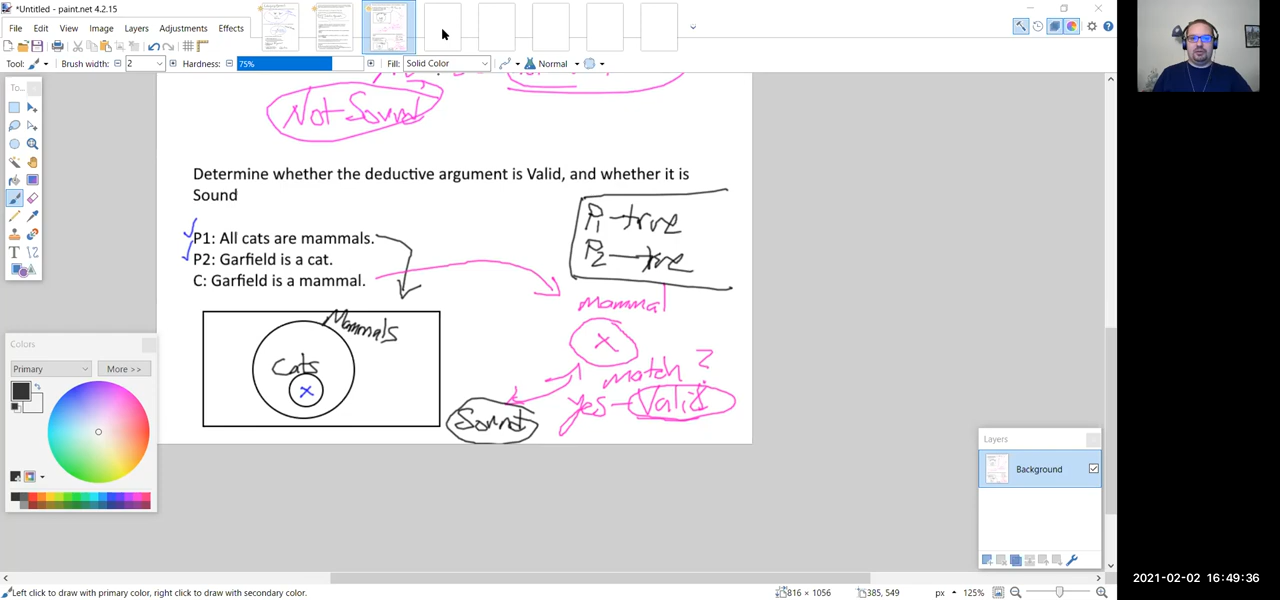 *Untitled - paint.net 4.2.15
File Edit View Image Layers Adjustments Effects
Tool: Brush width: 2 Hardness: 75% Fill: Solid Color Normal
To...
Not Sound
Determine whether the deductive argument is Valid, and whether it is
Sound
P1: All cats are mammals.
P2: Garfield is a cat.
C: Garfield is a mammal.
P1 - true
P2 - true
mammal
X
match ?
yes - Valid
Sound
Mammals
Cats
X
Colors
Primary
More >>
Layers
Background
Left click to draw with primary color, right click to draw with secondary color.
816 x 1056
385, 549
px
125%
2021-02-02 16:49:36